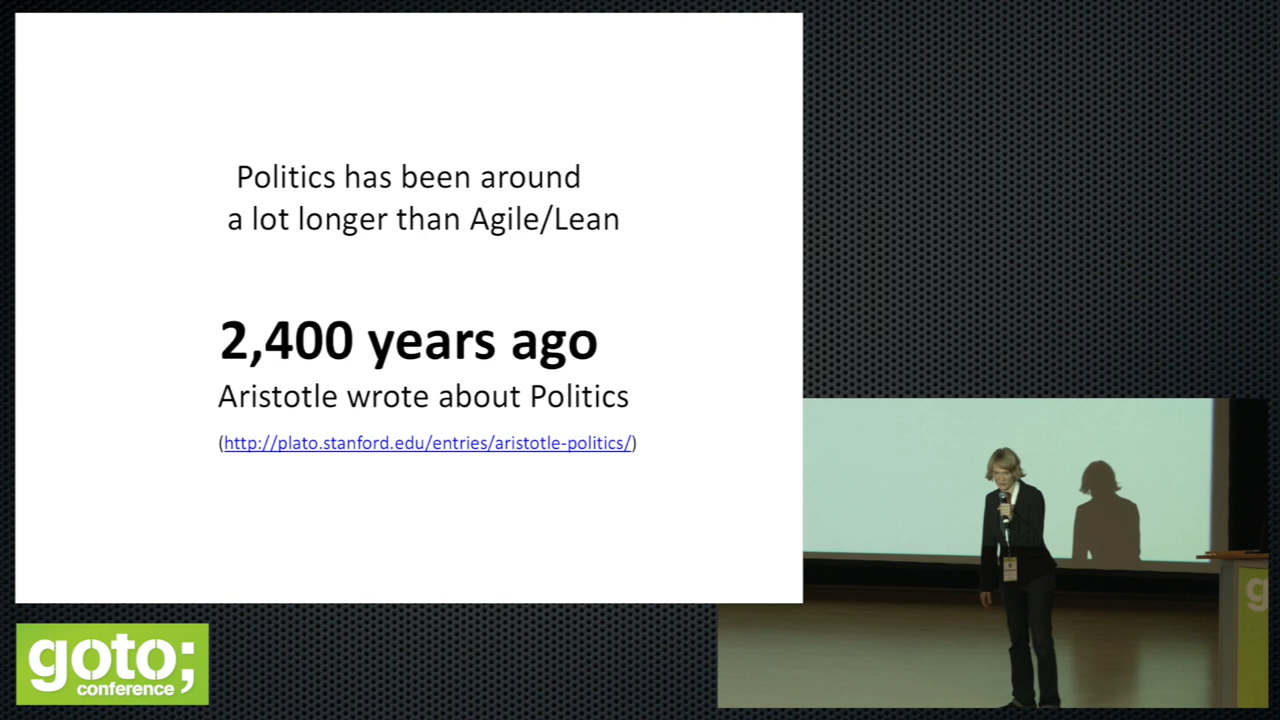 Politics has been around
a lot longer than Agile/Lean
2,400 years ago
Aristotle wrote about Politics
(http://plato.stanford.edu/entries/aristotle-politics/)
goto;
conference
g